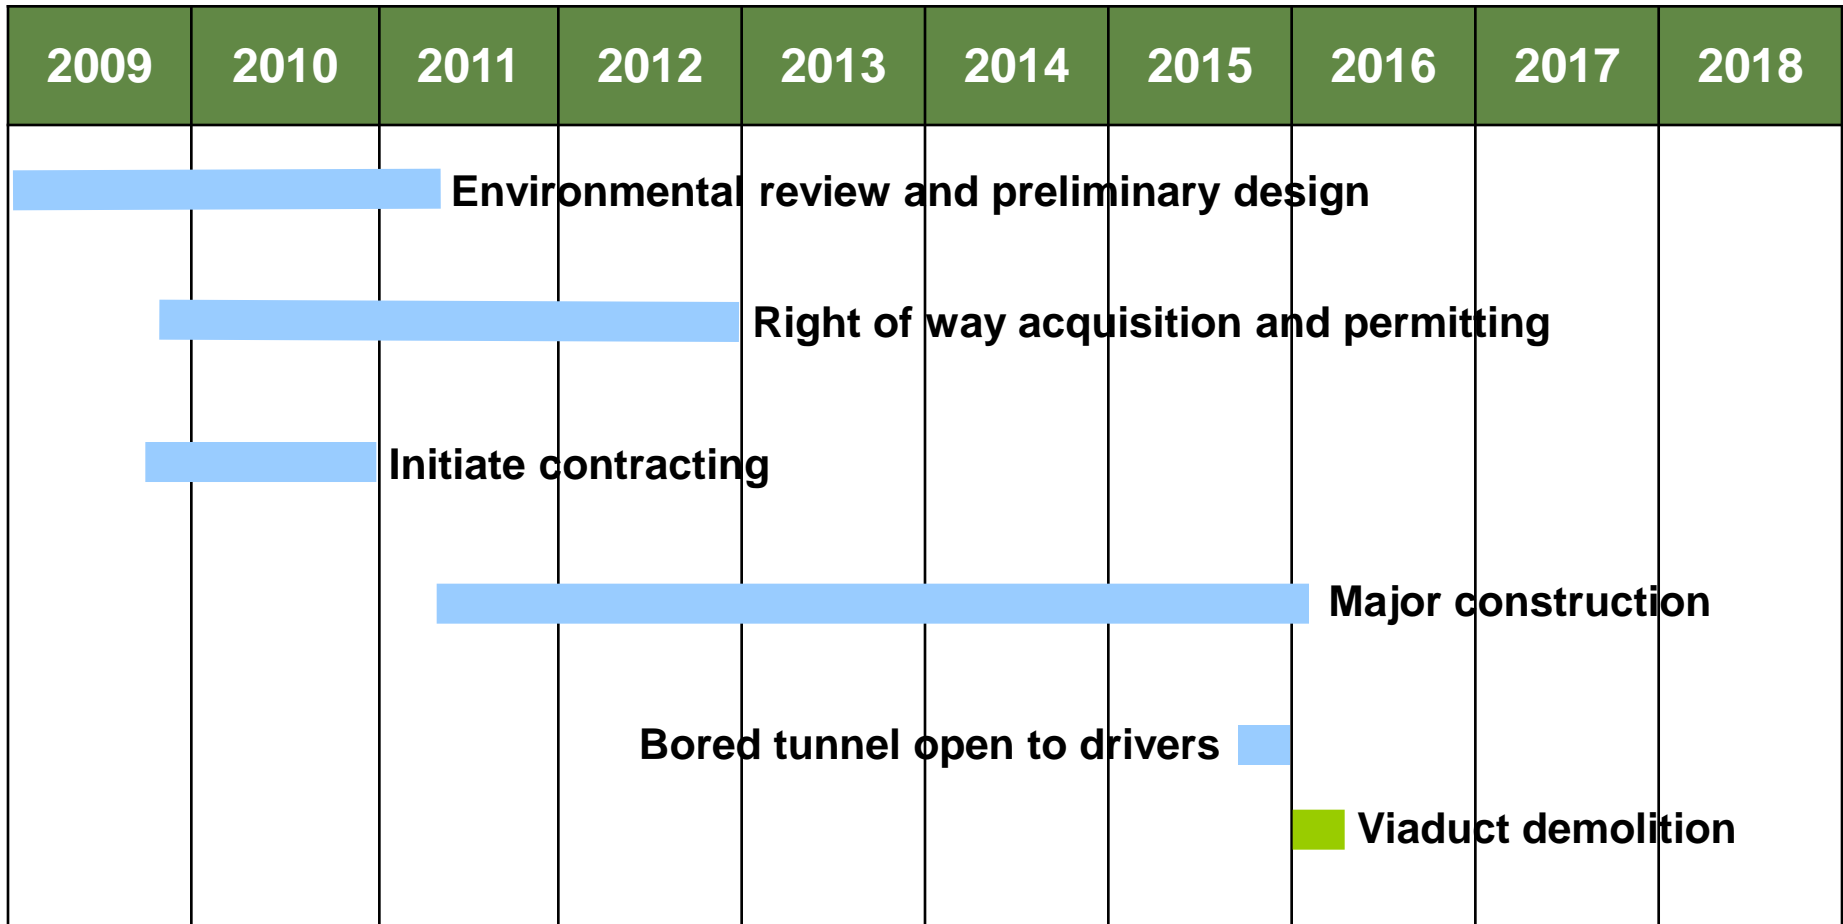 2009 2010 2011 2012 2013 2014 2015 2016 2017 2018
Environmental review and preliminary design
Right of way acquisition and permitting
Initiate contracting
Major construction
Bored tunnel open to drivers
Viaduct demolition